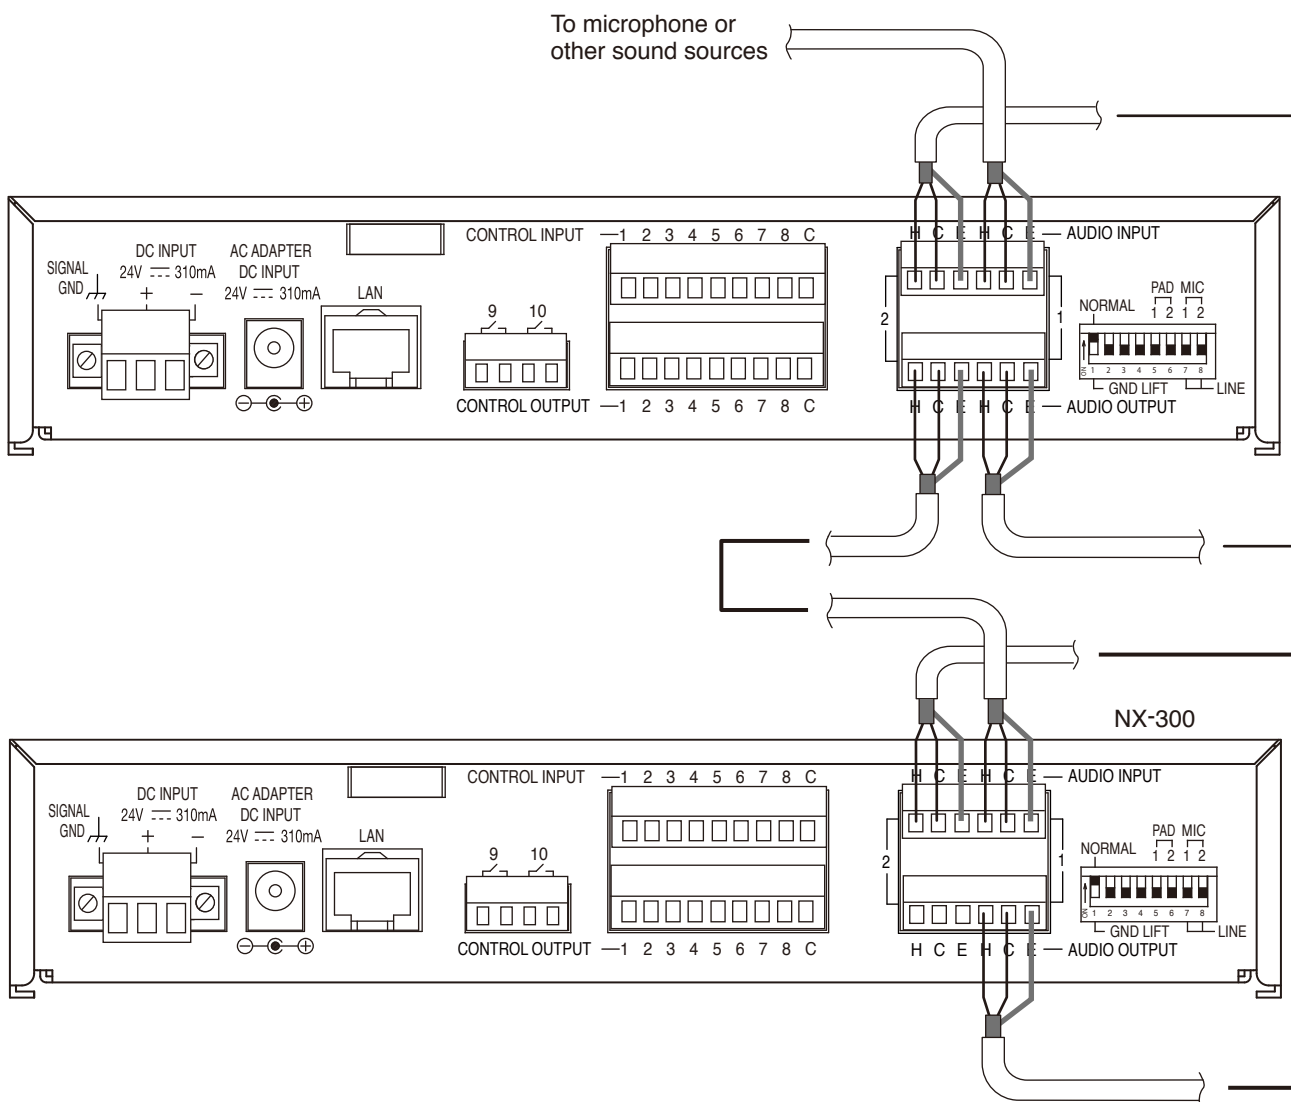 To microphone or
other sound sources
CONTROL INPUT 1 2 3 4 5 6 7 8 C
H C E H C E AUDIO INPUT
SIGNAL
GND
DC INPUT
24V 310mA
+ −
AC ADAPTER
DC INPUT
24V 310mA
LAN
9 10
2
1
NORMAL
PAD MIC
1 2 1 2
ON
1 2 3 4 5 6 7 8
GND LIFT
LINE
CONTROL OUTPUT 1 2 3 4 5 6 7 8 C
H C E H C E AUDIO OUTPUT
NX-300
CONTROL INPUT 1 2 3 4 5 6 7 8 C
H C E H C E AUDIO INPUT
SIGNAL
GND
DC INPUT
24V 310mA
+ −
AC ADAPTER
DC INPUT
24V 310mA
LAN
9 10
2
1
NORMAL
PAD MIC
1 2 1 2
ON
1 2 3 4 5 6 7 8
GND LIFT
LINE
CONTROL OUTPUT 1 2 3 4 5 6 7 8 C
H C E H C E AUDIO OUTPUT